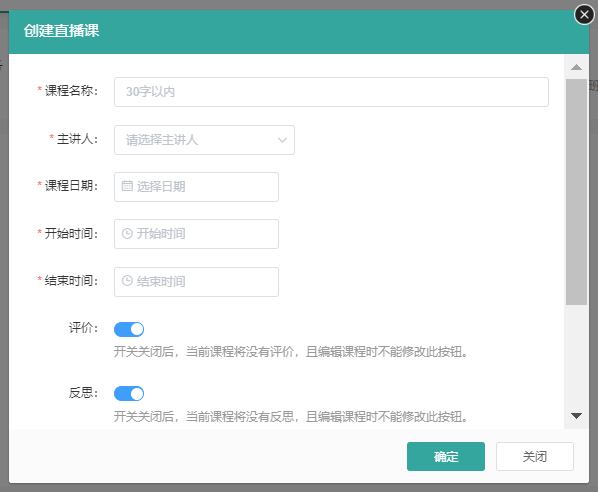 创建直播课
*课程名称： 30字以内
*主讲人： 请选择主讲人
*课程日期： 选择日期
*开始时间： 开始时间
*结束时间： 结束时间
评价：
开关关闭后，当前课程将没有评价，且编辑课程时不能修改此按钮。
反思：
开关关闭后，当前课程将没有反思，且编辑课程时不能修改此按钮。
确定 关闭